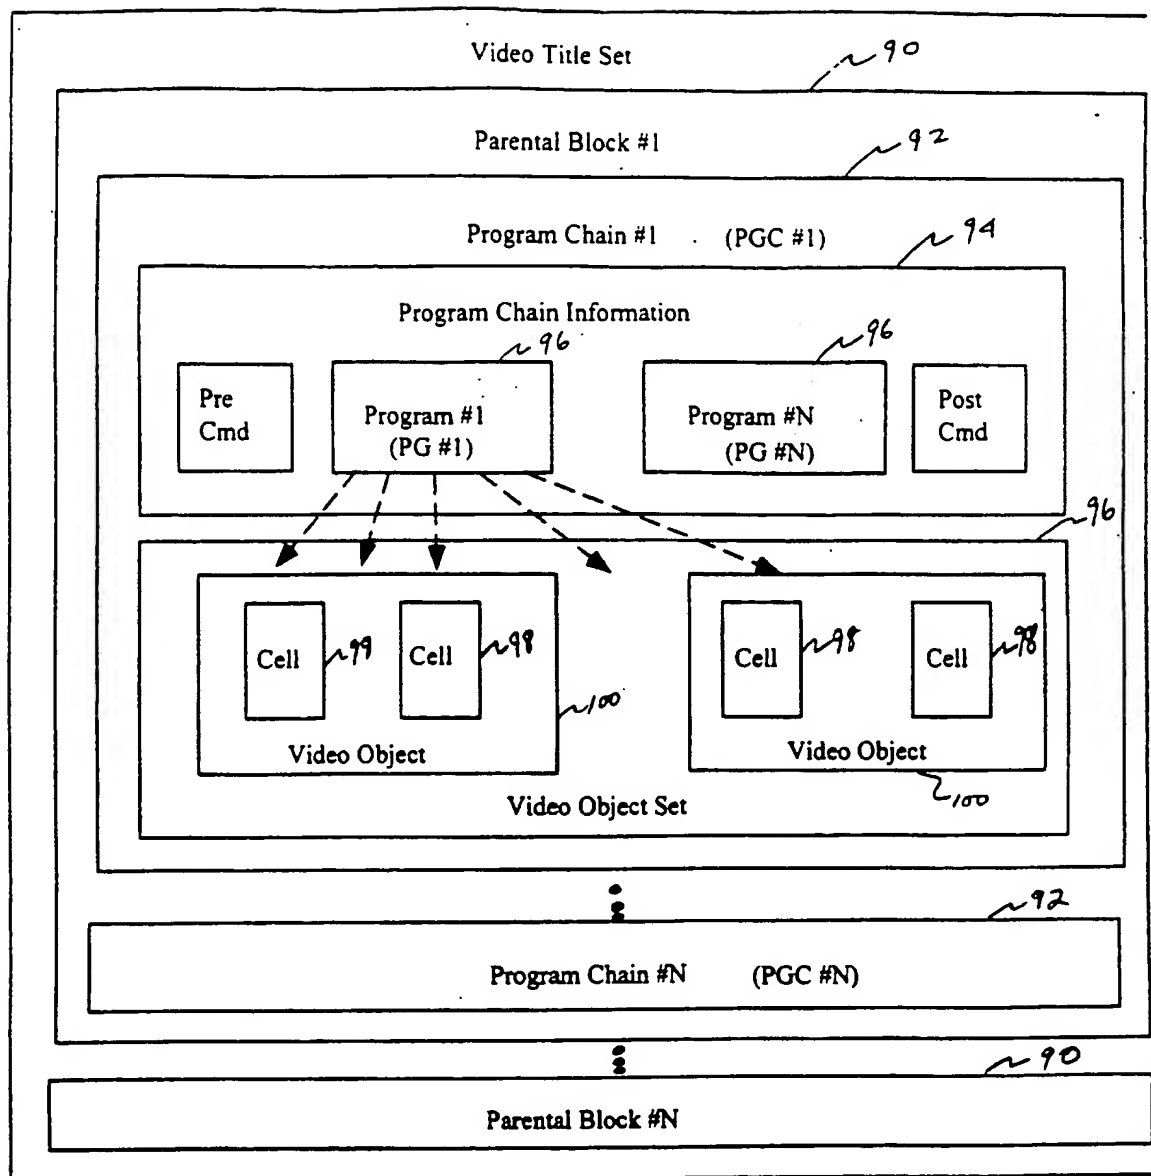 Video Title Set
90
Parental Block #1
92
Program Chain #1 (PGC #1)
94
Program Chain Information
96
96
Pre
Cmd
Program #1
(PG #1)
Program #N
(PG #N)
Post
Cmd
96
Cell
99
Cell
98
Cell
98
Cell
98
100
Video Object
Video Object
100
Video Object Set
92
Program Chain #N (PGC #N)
90
Parental Block #N